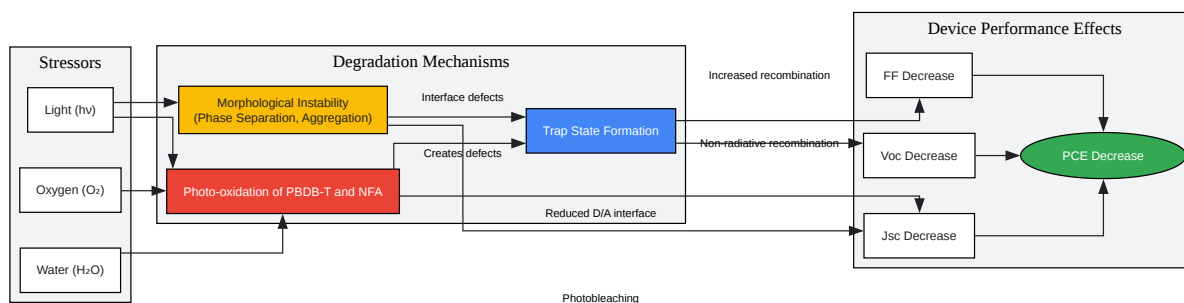 Stressors
Light (hν)
Oxygen (O₂)
Water (H₂O)
Degradation Mechanisms
Morphological Instability
(Phase Separation, Aggregation)
Photo-oxidation of PBDB-T and NFA
Interface defects
Creates defects
Trap State Formation
Reduced D/A interface
Increased recombination
Non-radiative recombination
Device Performance Effects
FF Decrease
Voc Decrease
Jsc Decrease
PCE Decrease
Photobleaching